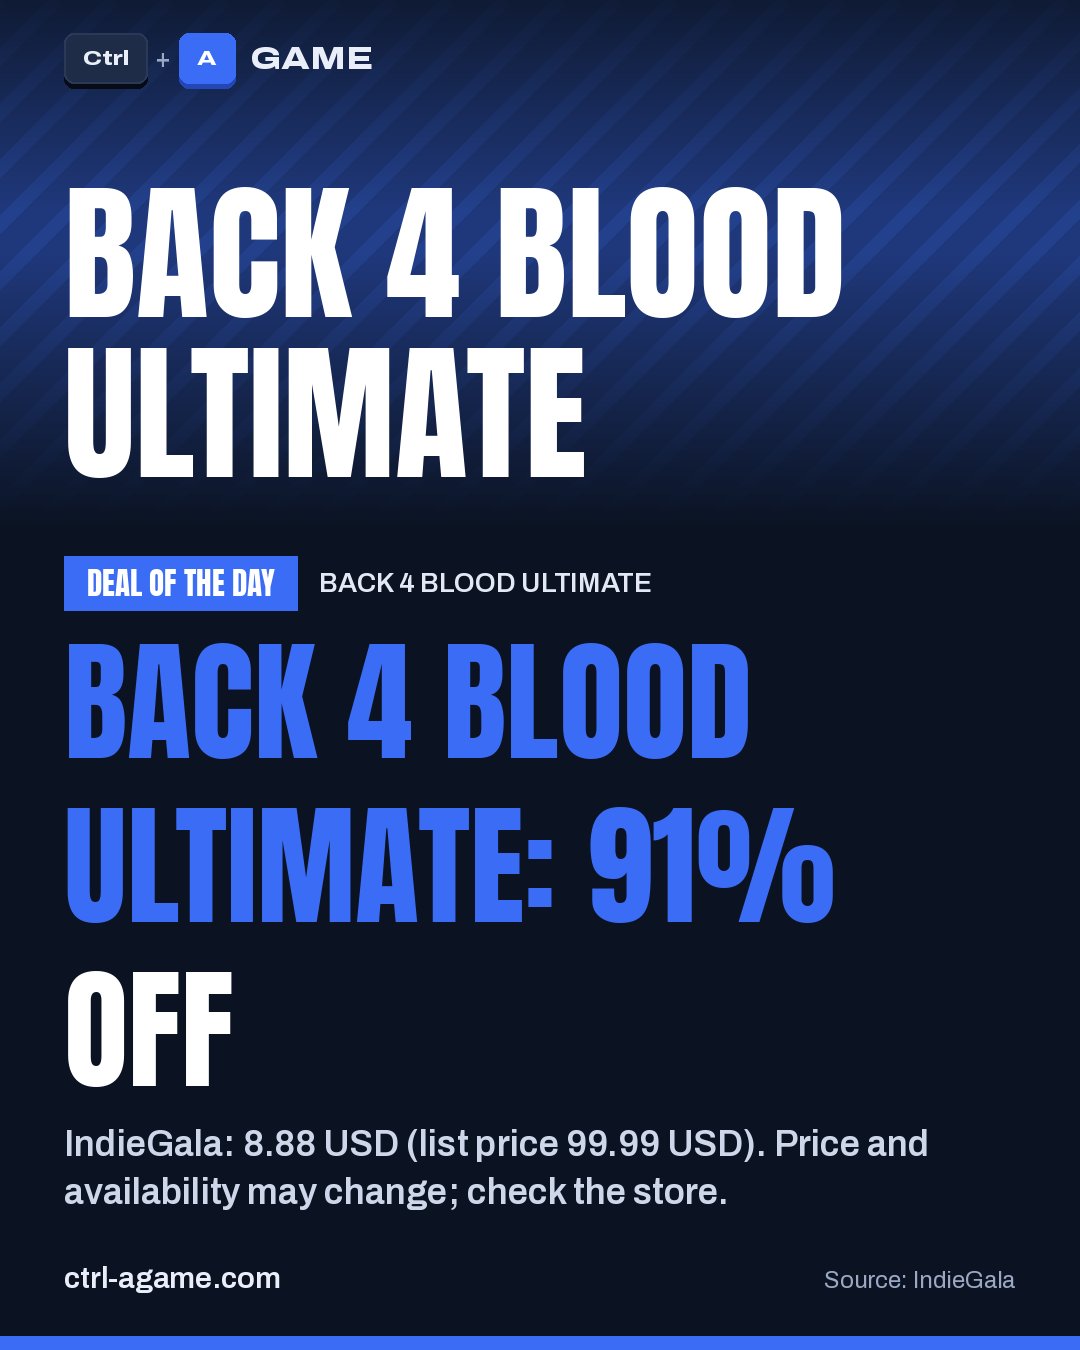 Ctrl + A GAME
BACK 4 BLOOD
ULTIMATE
DEAL OF THE DAY BACK 4 BLOOD ULTIMATE
BACK 4 BLOOD
ULTIMATE: 91%
OFF
IndieGala: 8.88 USD (list price 99.99 USD). Price and
availability may change; check the store.
ctrl-agame.com Source: IndieGala